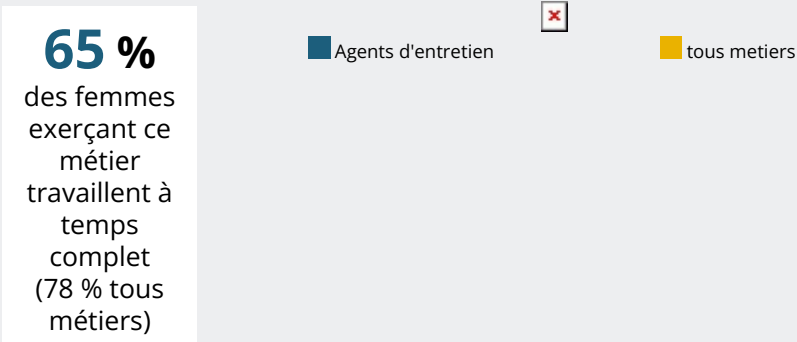 65 %
des femmes
exerçant ce
métier
travaillent à
temps
complet
(78 % tous
métiers)
Agents d'entretien
tous metiers